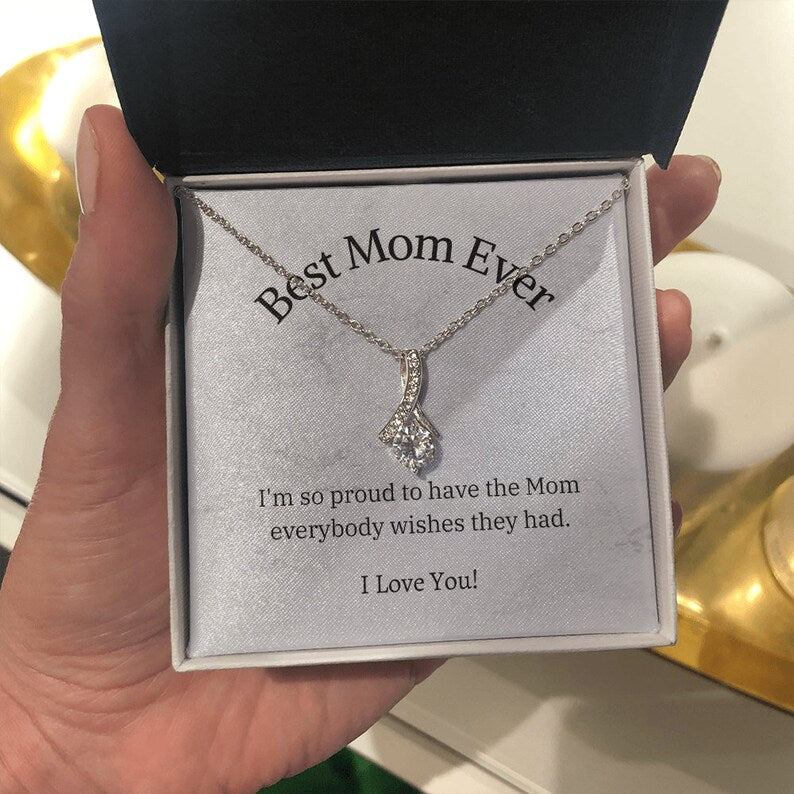 Best Mom Ever
I'm so proud to have the Mom
everybody wishes they had.
I Love You!